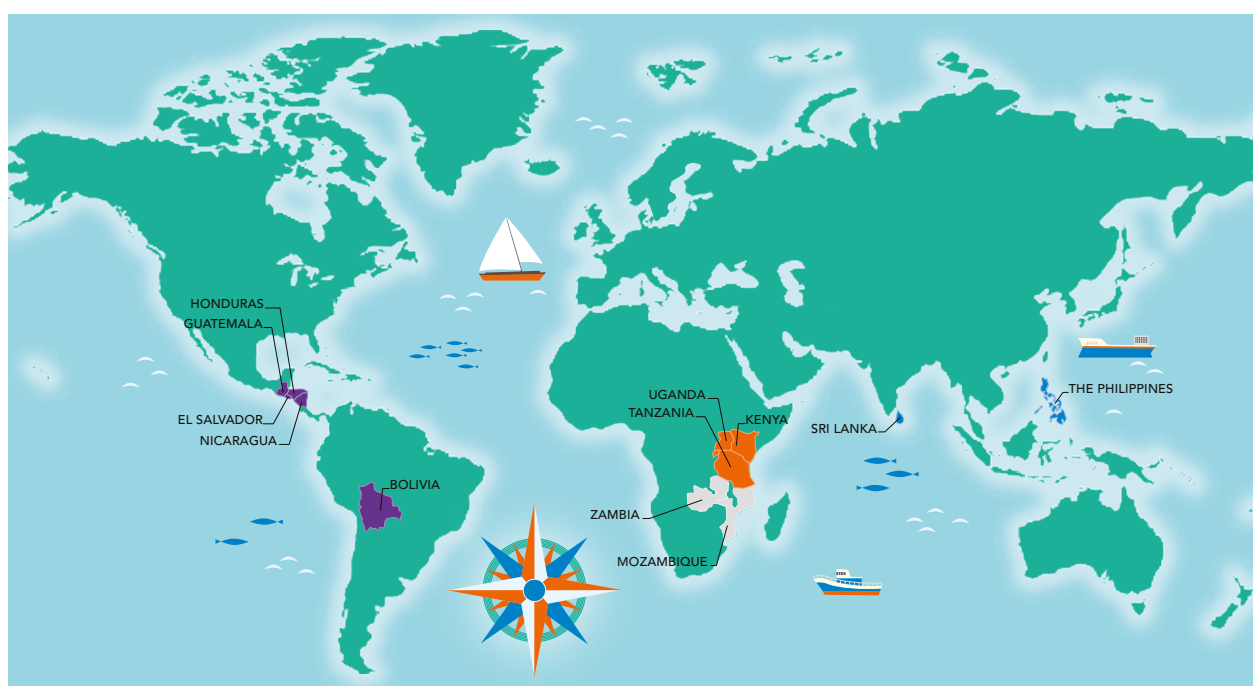 HONDURAS
GUATEMALA
EL SALVADOR
NICARAGUA
BOLIVIA
UGANDA
TANZANIA
KENYA
ZAMBIA
MOZAMBIQUE
SRI LANKA
THE PHILIPPINES